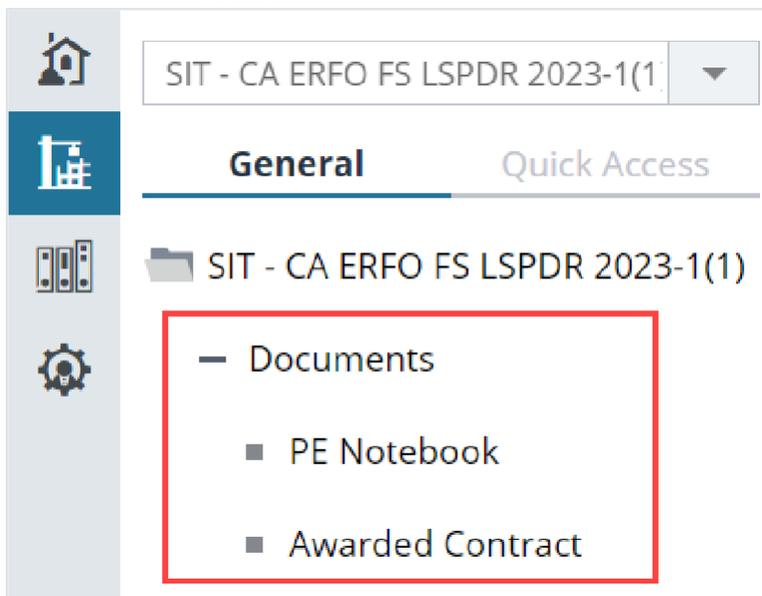 SIT - CA ERFO FS LSPDR 2023-1(1
General Quick Access
SIT - CA ERFO FS LSPDR 2023-1(1)
Documents
PE Notebook
Awarded Contract